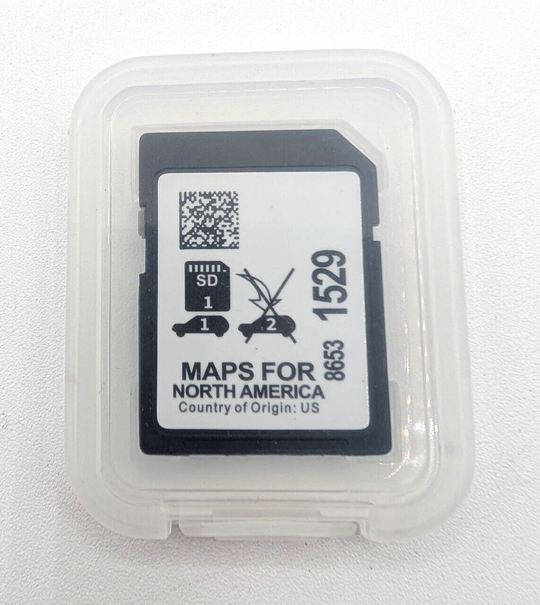 SD
1
1
2
8653 1529
MAPS FOR
NORTH AMERICA
Country of Origin: US